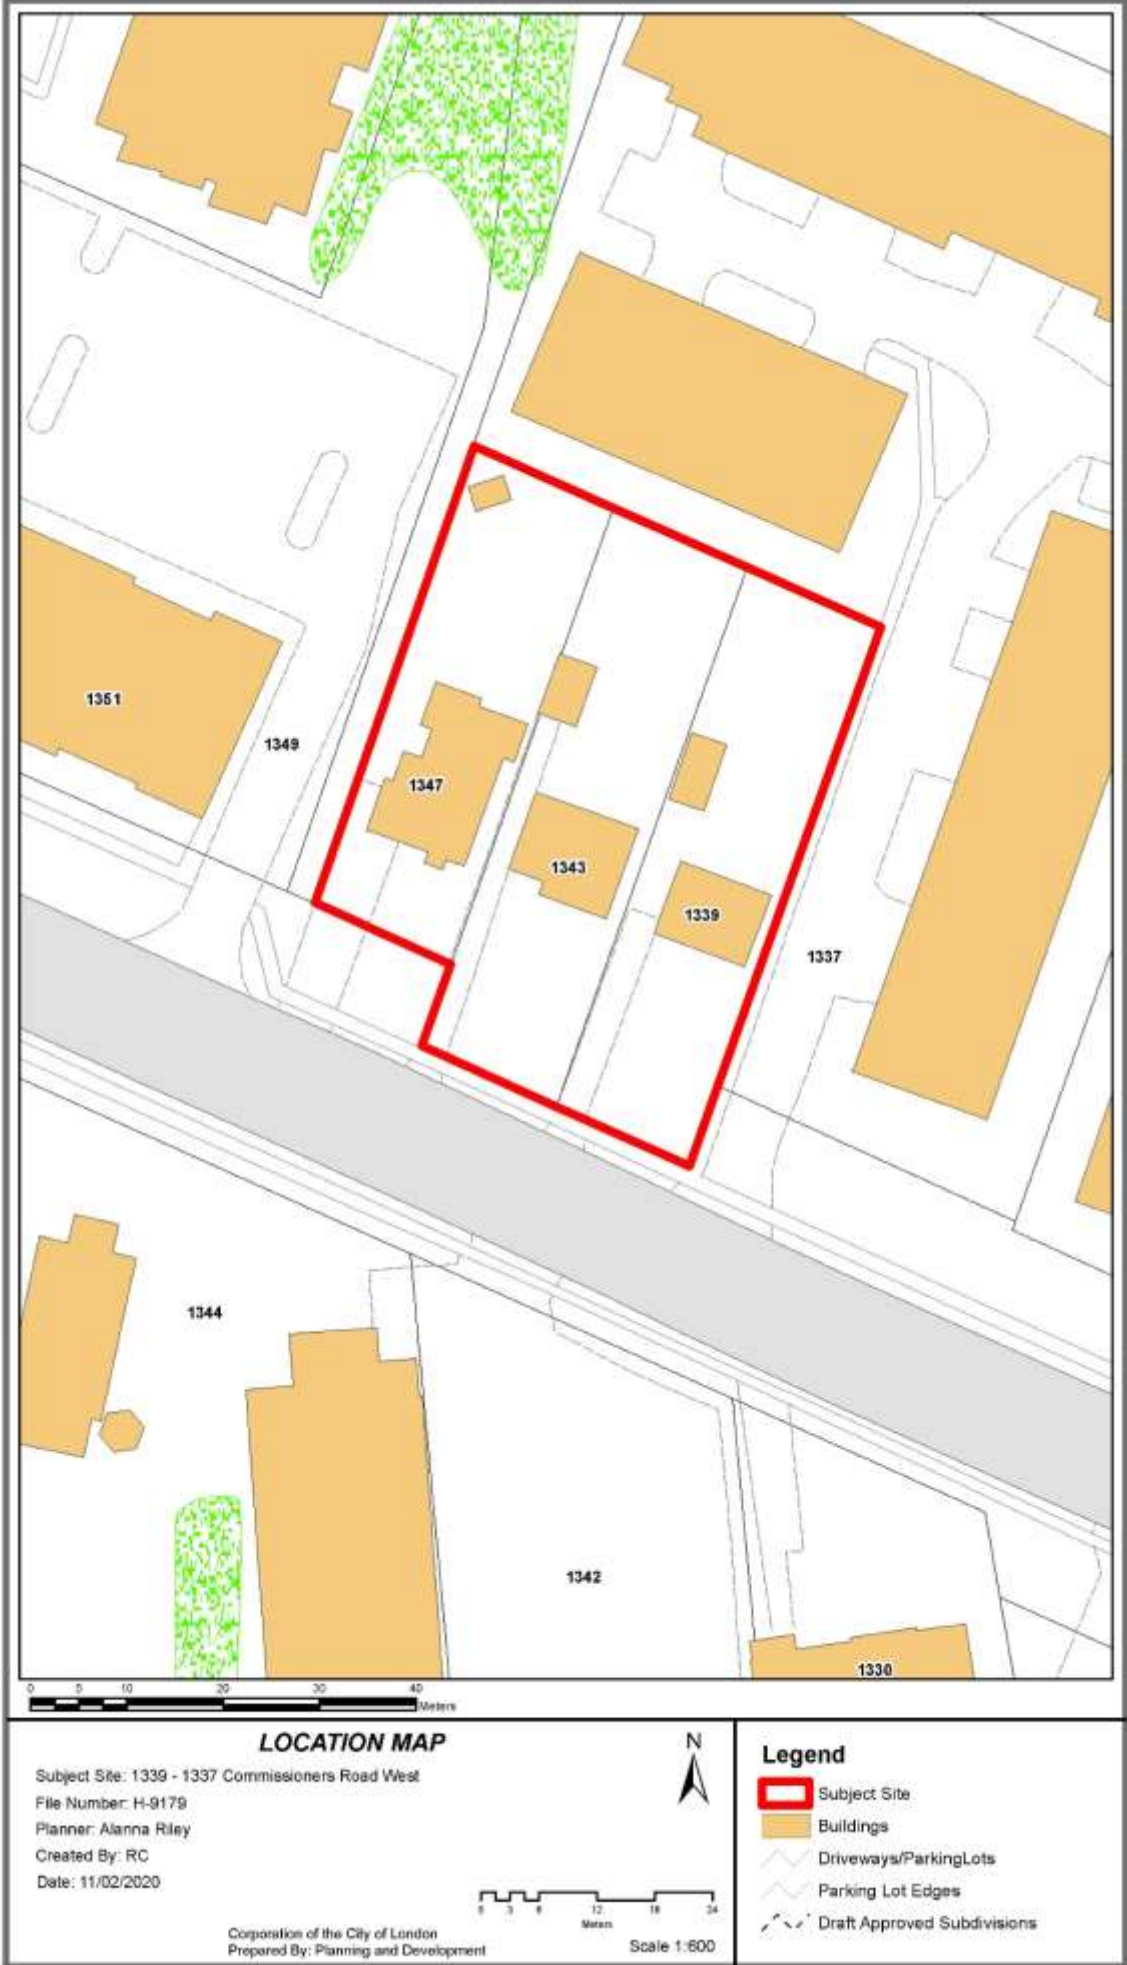 1351
1349
1347
1343
1339
1337
1344
1342
1330
0 5 10 20 30 40
Meters
LOCATION MAP
Subject Site: 1339 - 1337 Commissioners Road West
File Number: H-9179
Planner: Alanna Riley
Created By: RC
Date: 11/02/2020
Corporation of the City of London
Prepared By: Planning and Development
N
0 3 6 12 18 24
Meters
Scale 1:600
Legend
Subject Site
Buildings
Driveways/ParkingLots
Parking Lot Edges
Draft Approved Subdivisions